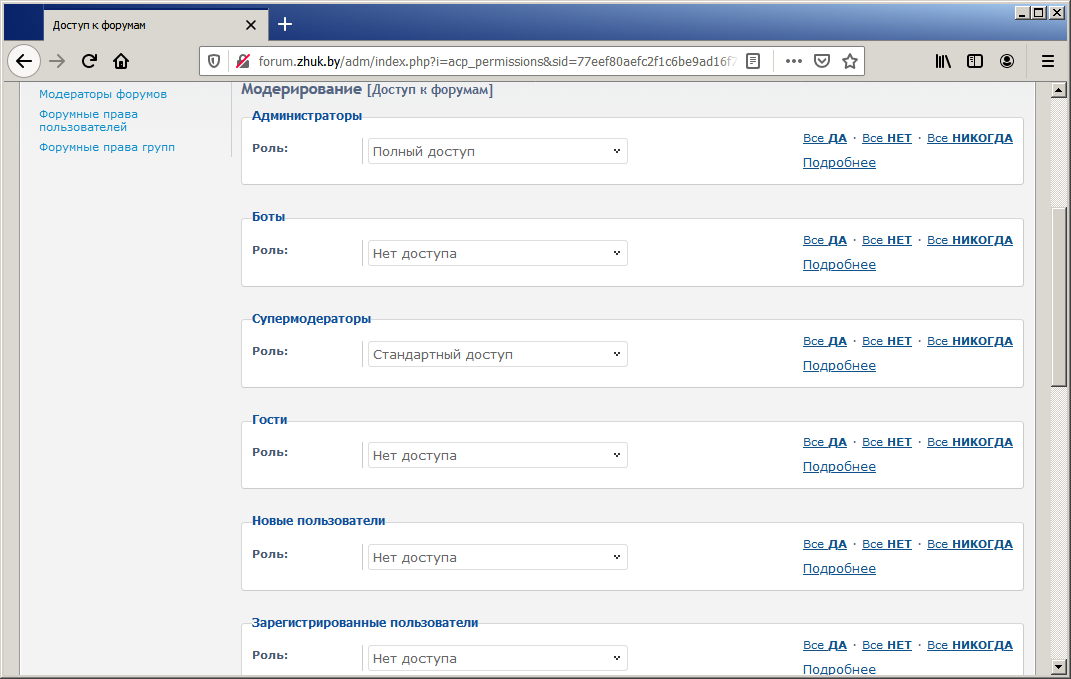 Доступ к форумам
forum.zhuk.by/adm/index.php?i=acp_permissions&sid=77eef80aefc2f1c6be9ad16f7
Модераторы форумов
Форумные права
пользователей
Форумные права групп
Модерирование [Доступ к форумам]
Администраторы
Роль:
Полный доступ
Все ДА · Все НЕТ · Все НИКОГДА
Подробнее
Боты
Роль:
Нет доступа
Все ДА · Все НЕТ · Все НИКОГДА
Подробнее
Супермодераторы
Роль:
Стандартный доступ
Все ДА · Все НЕТ · Все НИКОГДА
Подробнее
Гости
Роль:
Нет доступа
Все ДА · Все НЕТ · Все НИКОГДА
Подробнее
Новые пользователи
Роль:
Нет доступа
Все ДА · Все НЕТ · Все НИКОГДА
Подробнее
Зарегистрированные пользователи
Роль:
Нет доступа
Все ДА · Все НЕТ · Все НИКОГДА
Подробнее